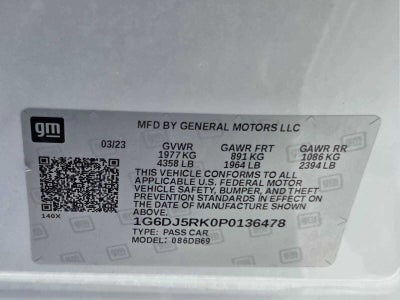 gm
MFD BY GENERAL MOTORS LLC
03/23 GVWR GAWR FRT GAWR RR
1977 KG 891 KG 1086 KG
4358 LB 1964 LB 2394 LB
THIS VEHICLE CONFORMS TO ALL
APPLICABLE U.S. FEDERAL MOTOR
VEHICLE SAFETY, BUMPER, AND THEFT
PREVENTION STANDARDS IN EFFECT ON THE
DATE OF MANUFACTURE SHOWN ABOVE.
140X
1G6DJ5RK0P0136478
TYPE: PASS CAR
MODEL: 086DB69